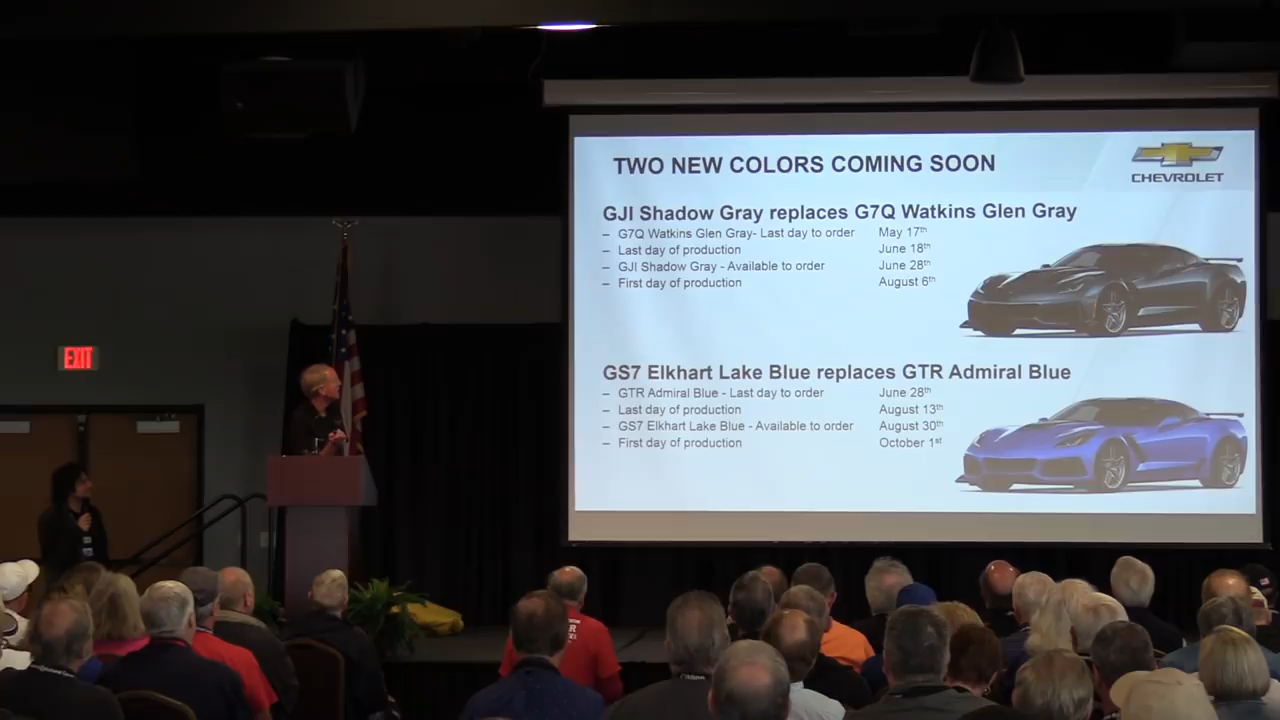 TWO NEW COLORS COMING SOON
CHEVROLET
GJI Shadow Gray replaces G7Q Watkins Glen Gray
– G7Q Watkins Glen Gray- Last day to order May 17th
– Last day of production June 18th
– GJI Shadow Gray - Available to order June 28th
– First day of production August 6th
GS7 Elkhart Lake Blue replaces GTR Admiral Blue
– GTR Admiral Blue - Last day to order June 28th
– Last day of production August 13th
– GS7 Elkhart Lake Blue - Available to order August 30th
– First day of production October 1st
EXIT